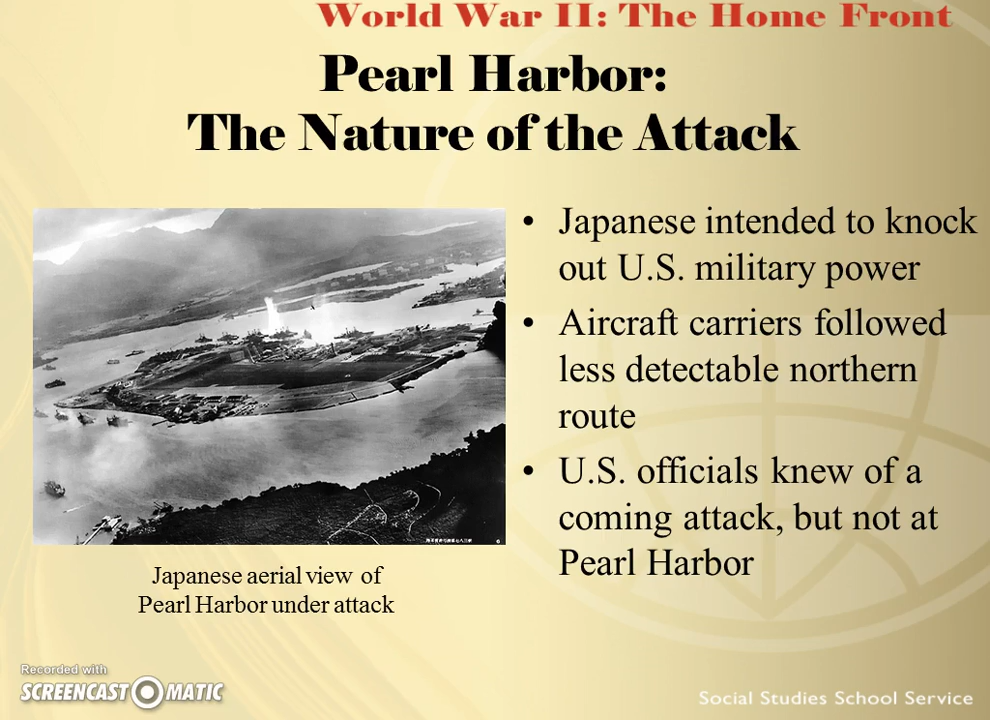 World War II: The Home Front
Pearl Harbor:
The Nature of the Attack
• Japanese intended to knock
out U.S. military power
• Aircraft carriers followed
less detectable northern
route
• U.S. officials knew of a
coming attack, but not at
Pearl Harbor
Japanese aerial view of
Pearl Harbor under attack
Recorded with
SCREENCAST MATIC
Social Studies School Service